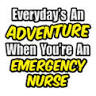 Everyday's An
ADVENTURE
When You're An
EMERGENCY
NURSE